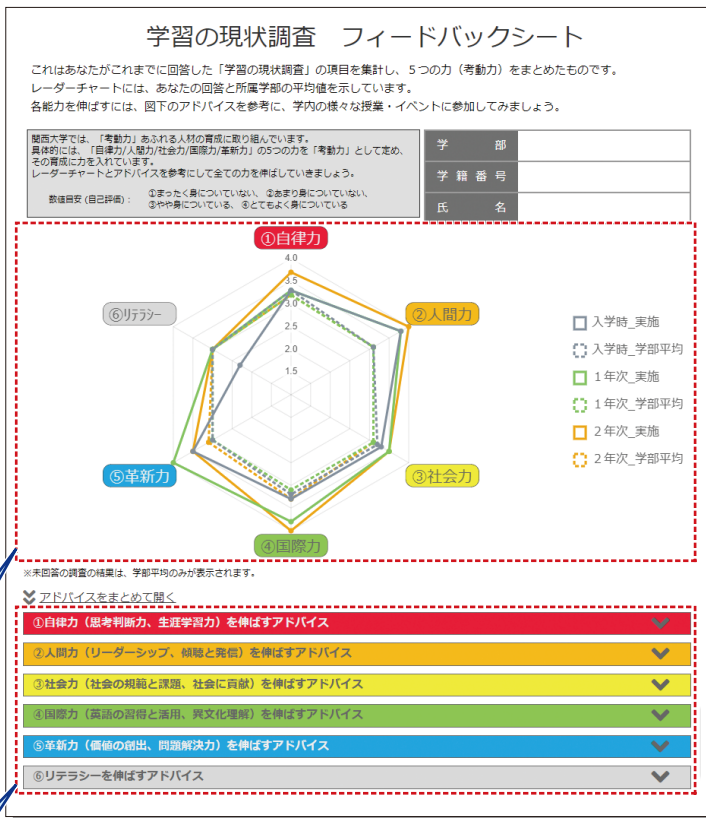 学習の現状調査　フィードバックシート
これはあなたがこれまでに回答した「学習の現状調査」の項目を集計し、５つの力（考動力）をまとめたものです。
レーダーチャートには、あなたの回答と所属学部の平均値を示しています。
各能力を伸ばすには、図下のアドバイスを参考に、学内の様々な授業・イベントに参加してみましょう。
関西大学では、「考動力」あふれる人材の育成に取り組んでいます。
具体的には、「自律力/人間力/社会力/国際力/革新力」の5つの力を「考動力」として定め、
その育成に力を入れています。
レーダーチャートとアドバイスを参考にして全ての力を伸ばしていきましょう。
数値目安 (自己評価)：
①まったく身についていない、②あまり身についていない、
③やや身についている、④とてもよく身についている
学　　部
学 籍 番 号
氏　　名
①自律力
4.0
3.5
3.0
2.5
2.0
1.5
⑥リテラシー
②人間力
⑤革新力
③社会力
④国際力
入学時_実施
入学時_学部平均
１年次_実施
１年次_学部平均
２年次_実施
２年次_学部平均
※未回答の調査の結果は、学部平均のみが表示されます。
アドバイスをまとめて開く
①自律力（思考判断力、生涯学習力）を伸ばすアドバイス
②人間力（リーダーシップ、傾聴と発信）を伸ばすアドバイス
③社会力（社会の規範と課題、社会に貢献）を伸ばすアドバイス
④国際力（英語の習得と活用、異文化理解）を伸ばすアドバイス
⑤革新力（価値の創出、問題解決力）を伸ばすアドバイス
⑥リテラシーを伸ばすアドバイス